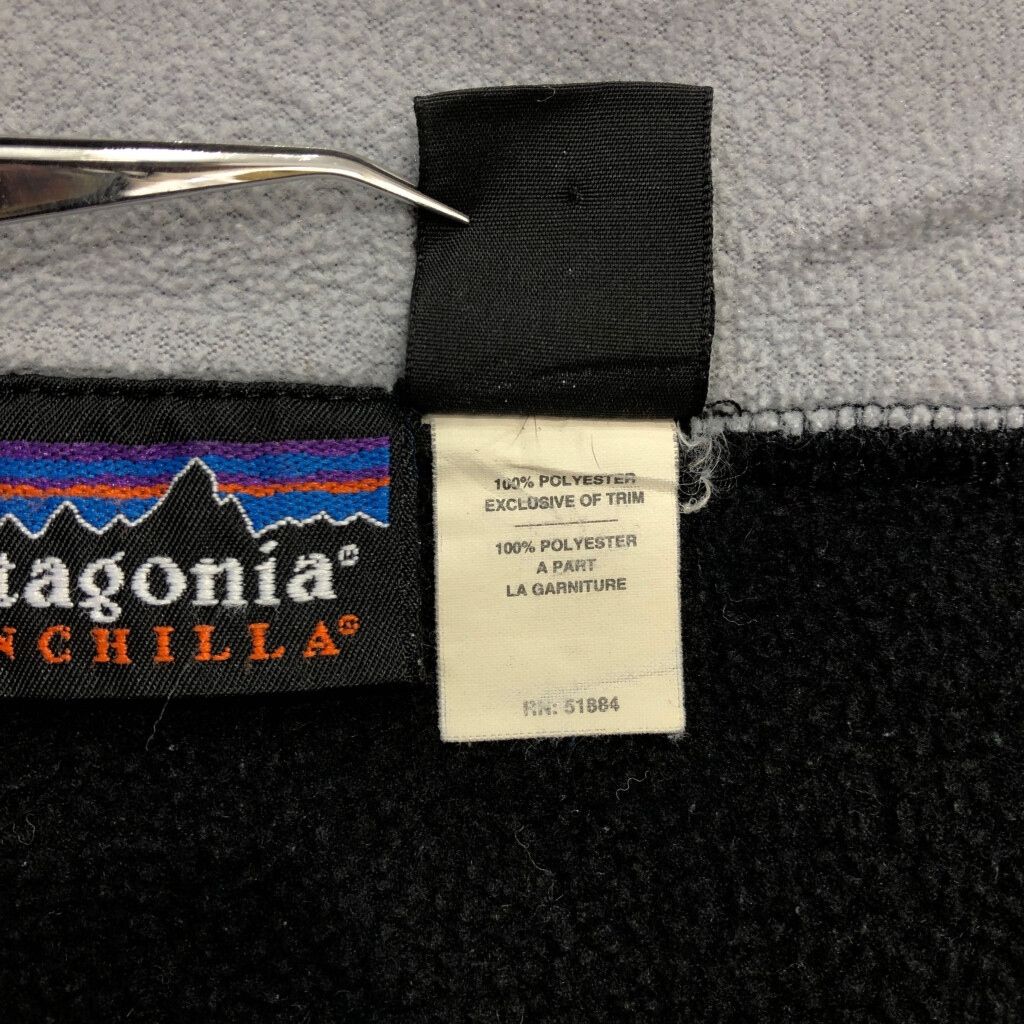 tagonia®
NCHILLA®
100% POLYESTER
EXCLUSIVE OF TRIM
100% POLYESTER
A PART
LA GARNITURE
RN: 51884